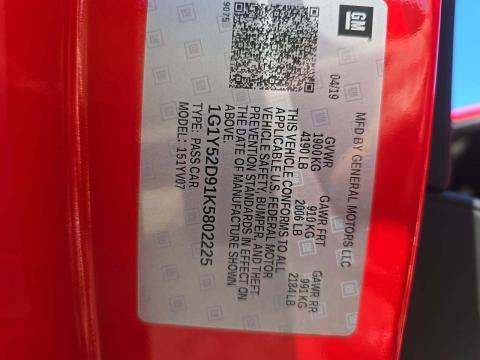 GM
MFD BY GENERAL MOTORS LLC
04/19
GVWR
1900 KG
4190 LB
GAWR FRT
910 KG
2006 LB
GAWR RR
991 KG
2184 LB
THIS VEHICLE CONFORMS TO ALL
APPLICABLE U.S. FEDERAL MOTOR
VEHICLE SAFETY, BUMPER, AND THEFT
PREVENTION STANDARDS IN EFFECT ON
THE DATE OF MANUFACTURE SHOWN
ABOVE.
1G1Y52D91K5802225
TYPE: PASS CAR
MODEL: 151YV07
9075